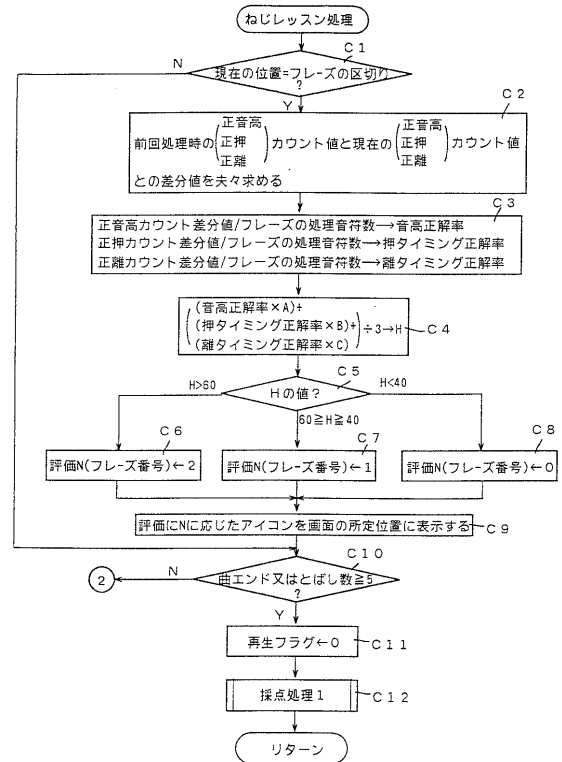 ねじレッスン処理
C1
N
現在の位置=フレーズの区切り
?
Y
C2
正音高
前回処理時の(正押)カウント値と現在の(正押)カウント値
正音高
正離
正離
との差分値を夫々求める
C3
正音高カウント差分値/フレーズの処理音符数→音高正解率
正押カウント差分値/フレーズの処理音符数→押タイミング正解率
正離カウント差分値/フレーズの処理音符数→離タイミング正解率
(音高正解率×A)+
(押タイミング正解率×B)+
(離タイミング正解率×C)
÷3→H
C4
C5
H>60
Hの値?
H<40
60≧H≧40
C6
C7
C8
評価N(フレーズ番号)←2
評価N(フレーズ番号)←1
評価N(フレーズ番号)←0
評価にNに応じたアイコンを画面の所定位置に表示する
C9
C10
2
N
曲エンド又はとばし数≧5
?
Y
再生フラグ←0
C11
採点処理1
C12
リターン